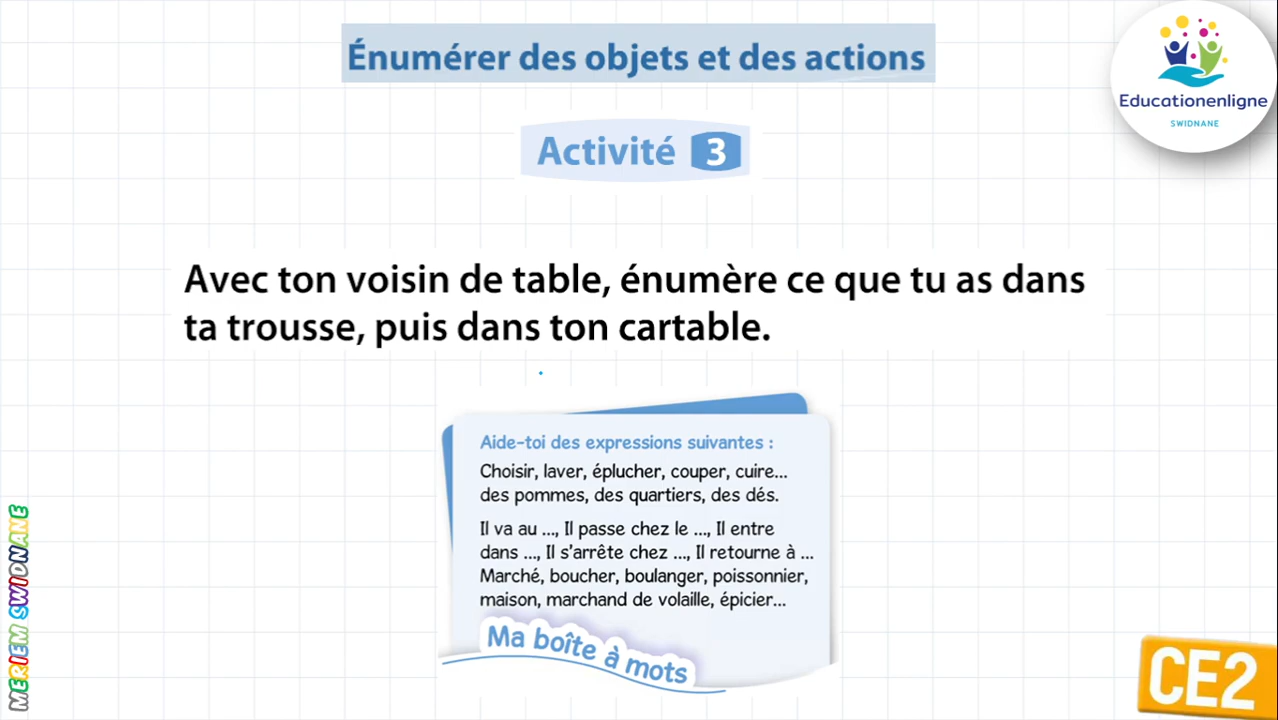 Énumérer des objets et des actions
Educationenligne
SWIDNANE
Activité 3
Avec ton voisin de table, énumère ce que tu as dans
ta trousse, puis dans ton cartable.
Aide-toi des expressions suivantes :
Choisir, laver, éplucher, couper, cuire...
des pommes, des quartiers, des dés.
Il va au ..., Il passe chez le ..., Il entre
dans ..., Il s'arrête chez ..., Il retourne à ...
Marché, boucher, boulanger, poissonnier,
maison, marchand de volaille, épicier...
Ma boîte à mots
MERIEM SWIDNANE
CE2